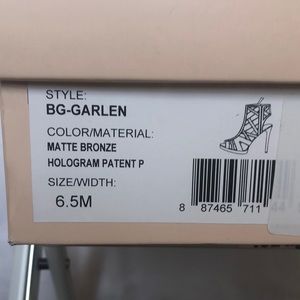 STYLE:
BG-GARLEN
COLOR/MATERIAL:
MATTE BRONZE
HOLOGRAM PATENT P
SIZE/WIDTH:
6.5M
8 87465 711